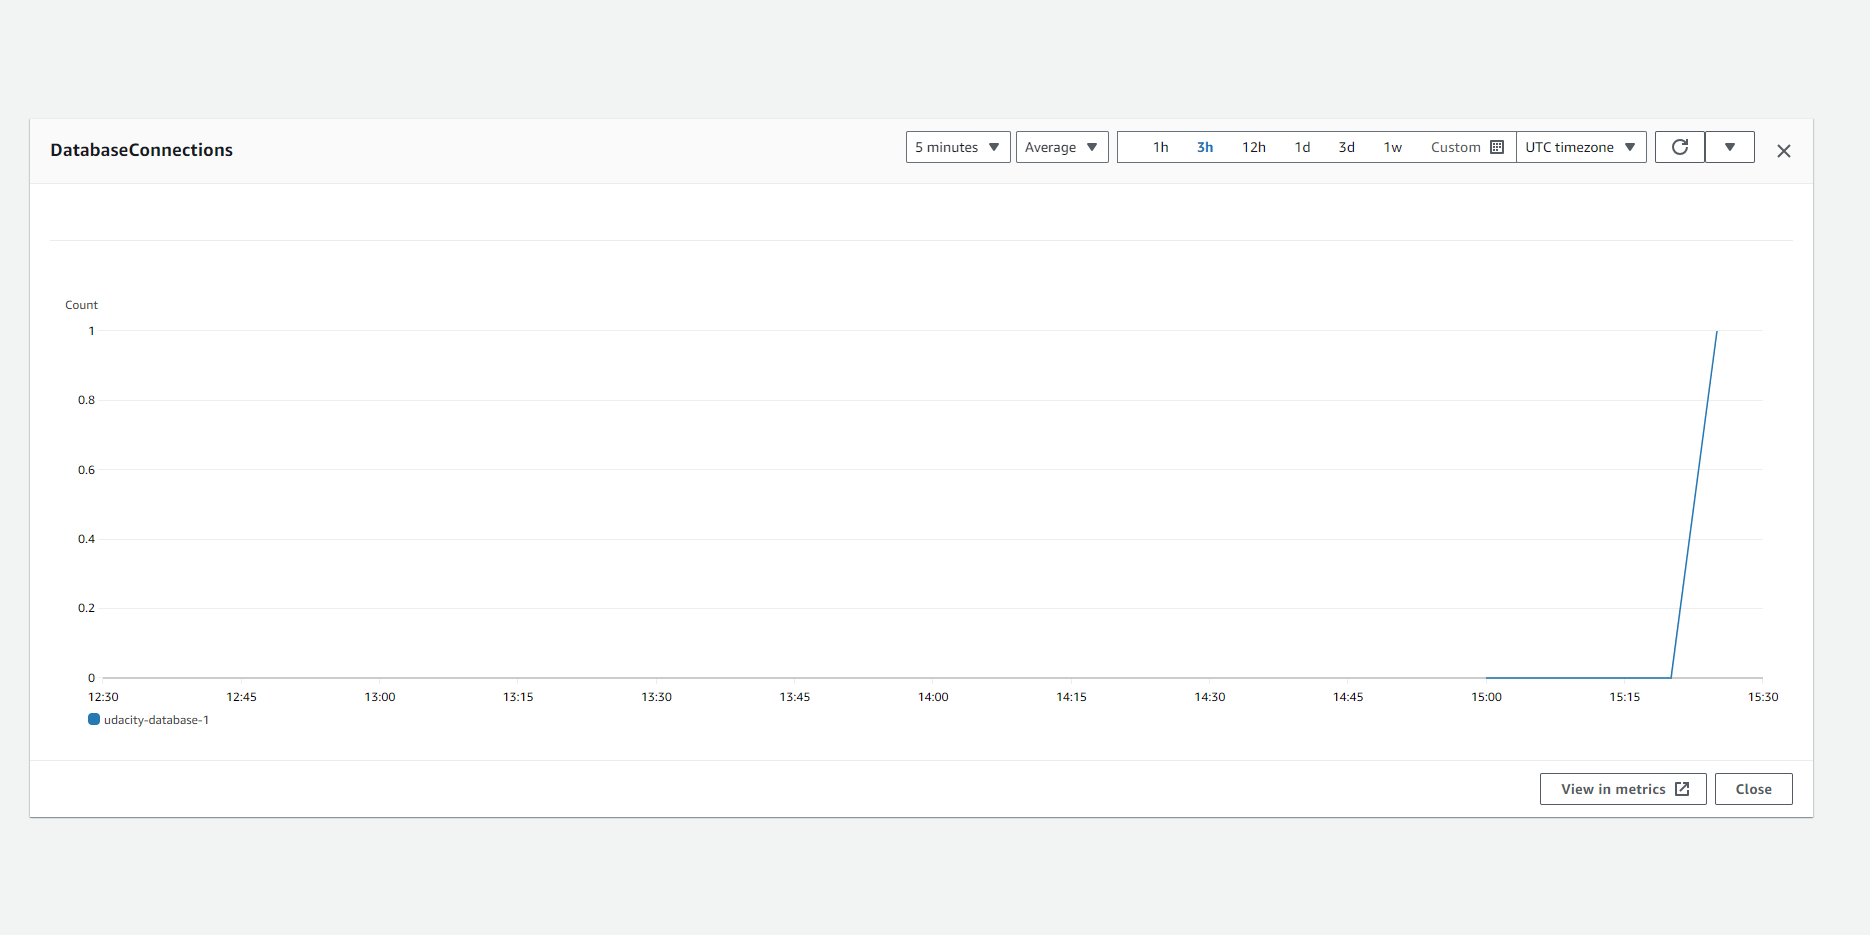 DatabaseConnections
5 minutes Average 1h 3h 12h 1d 3d 1w Custom UTC timezone
Count
1
0.8
0.6
0.4
0.2
0
12:30 12:45 13:00 13:15 13:30 13:45 14:00 14:15 14:30 14:45 15:00 15:15 15:30
udacity-database-1
View in metrics Close